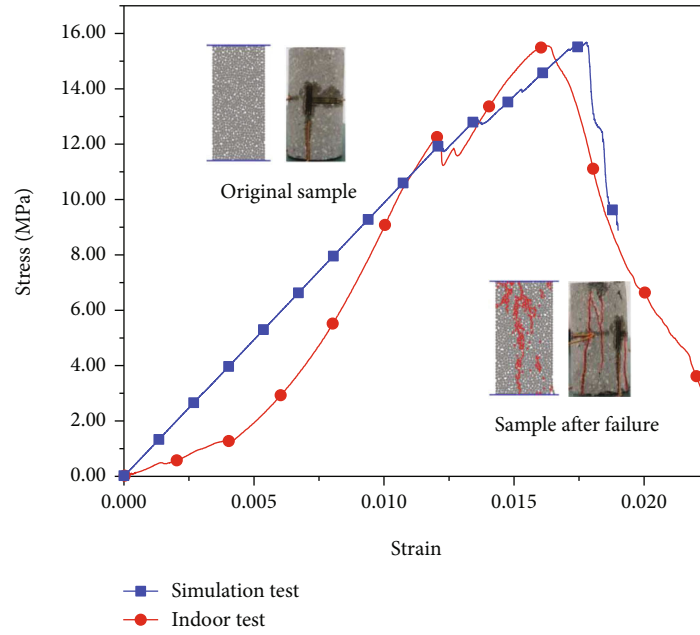 16.00
14.00
12.00
10.00
8.00
6.00
4.00
2.00
0.00
Stress (MPa)
Original sample
Sample after failure
0.000
0.005
0.010
0.015
0.020
Strain
Simulation test
Indoor test